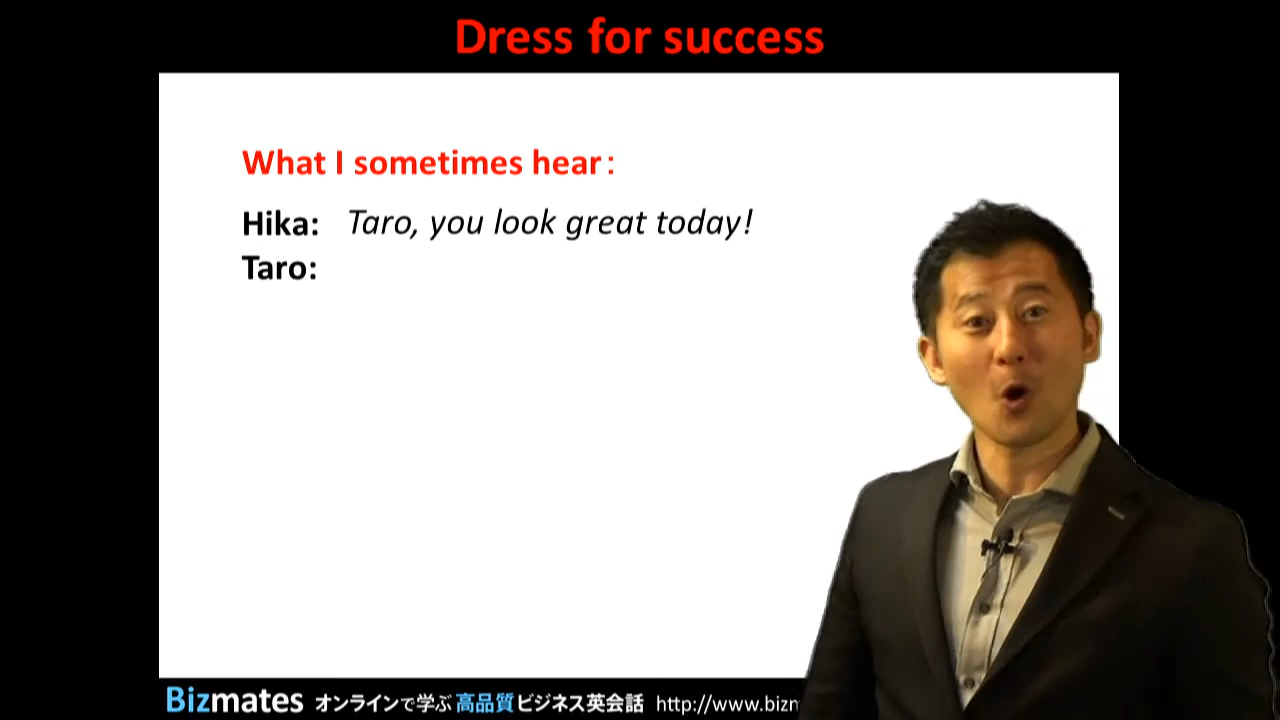 Dress for success
What I sometimes hear:
Hika: Taro, you look great today!
Taro:
Bizmates オンラインで学ぶ 高品質 ビジネス英会話 http://www.bizm